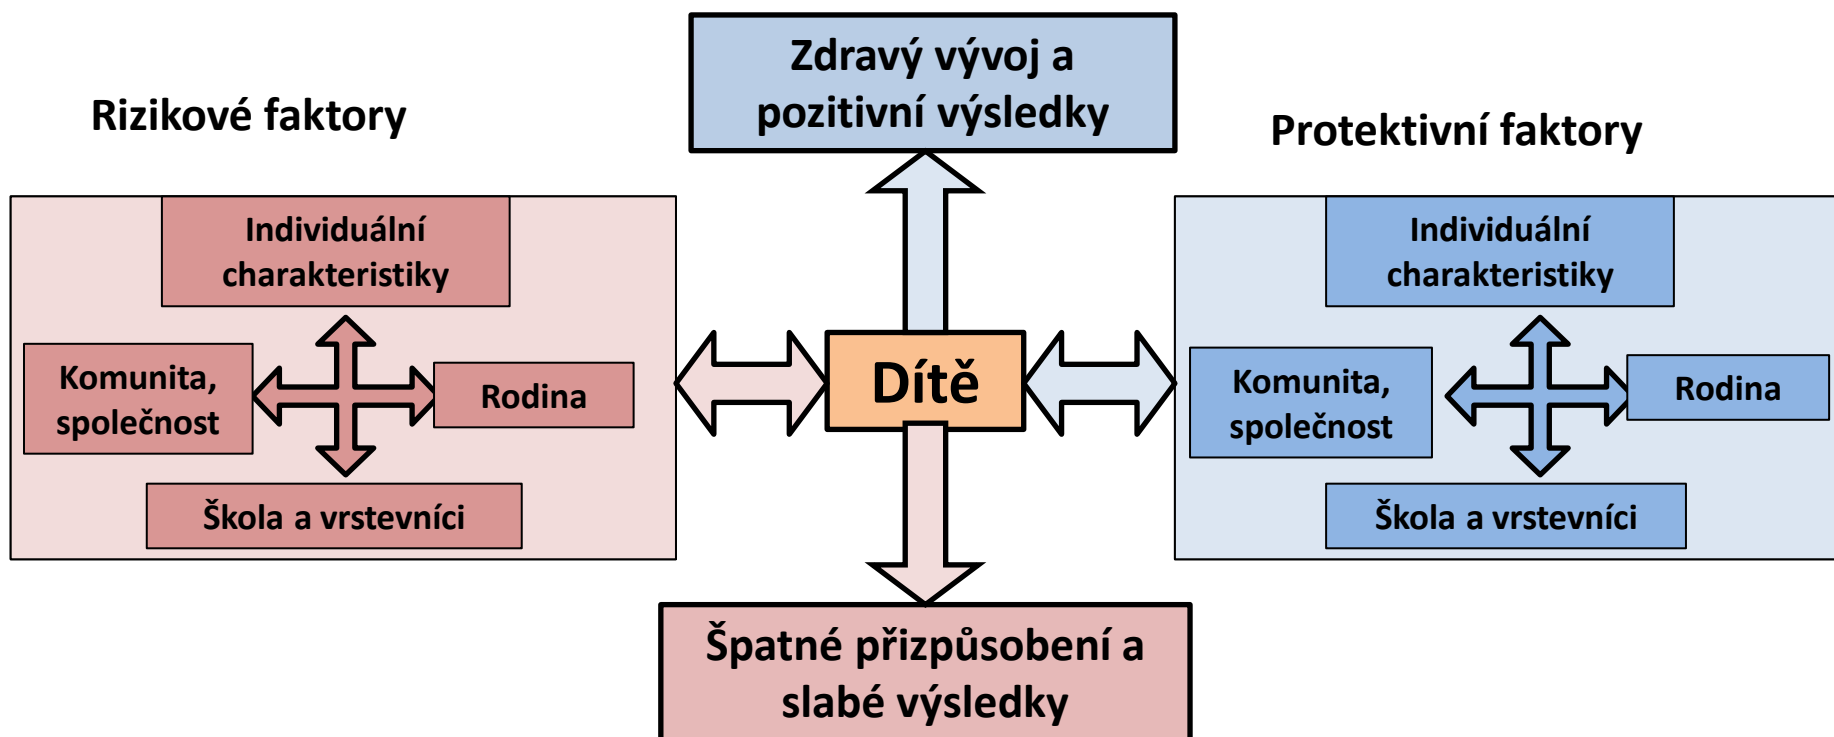 Zdravý vývoj a
pozitivní výsledky
Rizikové faktory
Protektivní faktory
Individuální
charakteristiky
Komunita,
společnost
Rodina
Škola a vrstevníci
Dítě
Individuální
charakteristiky
Komunita,
společnost
Rodina
Škola a vrstevníci
Špatné přizpůsobení a
slabé výsledky